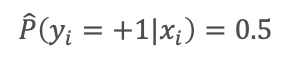 P̂(yᵢ = +1|xᵢ) = 0.5